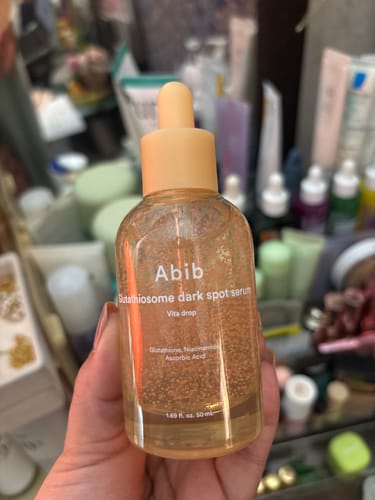 Abib
Glutathiosome dark spot serum
Vita drop
Glutathione, Niacinamide
Ascorbic Acid
1.69 fl. oz. 50 mL